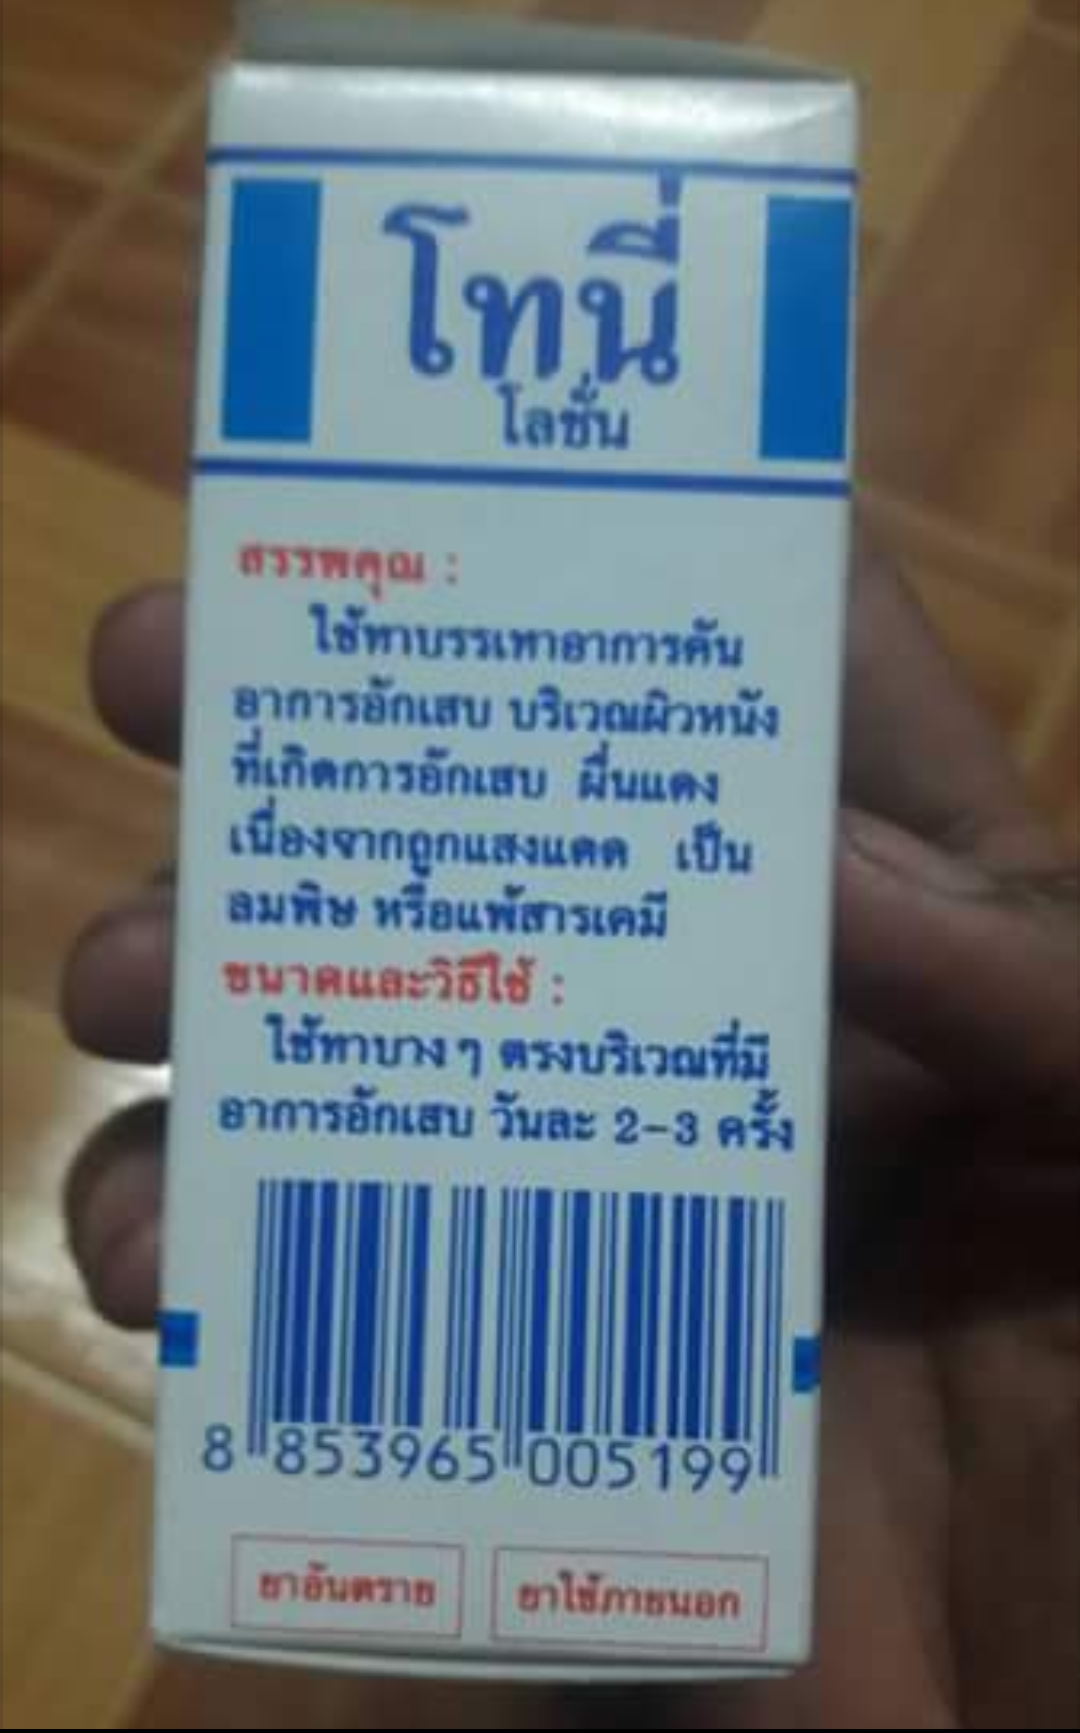 โทนี่
โลชั่น
สรรพคุณ :
ใช้ทาบรรเทาอาการคัน
อาการอักเสบ บริเวณผิวหนัง
ที่เกิดการอักเสบ ผื่นแดง
เนื่องจากถูกแสงแดด เป็น
ลมพิษ หรือแพ้สารเคมี
ขนาดและวิธีใช้ :
ใช้ทาบางๆ ตรงบริเวณที่มี
อาการอักเสบ วันละ 2-3 ครั้ง
8 853965 005199
ยาอันตราย ยาใช้ภายนอก